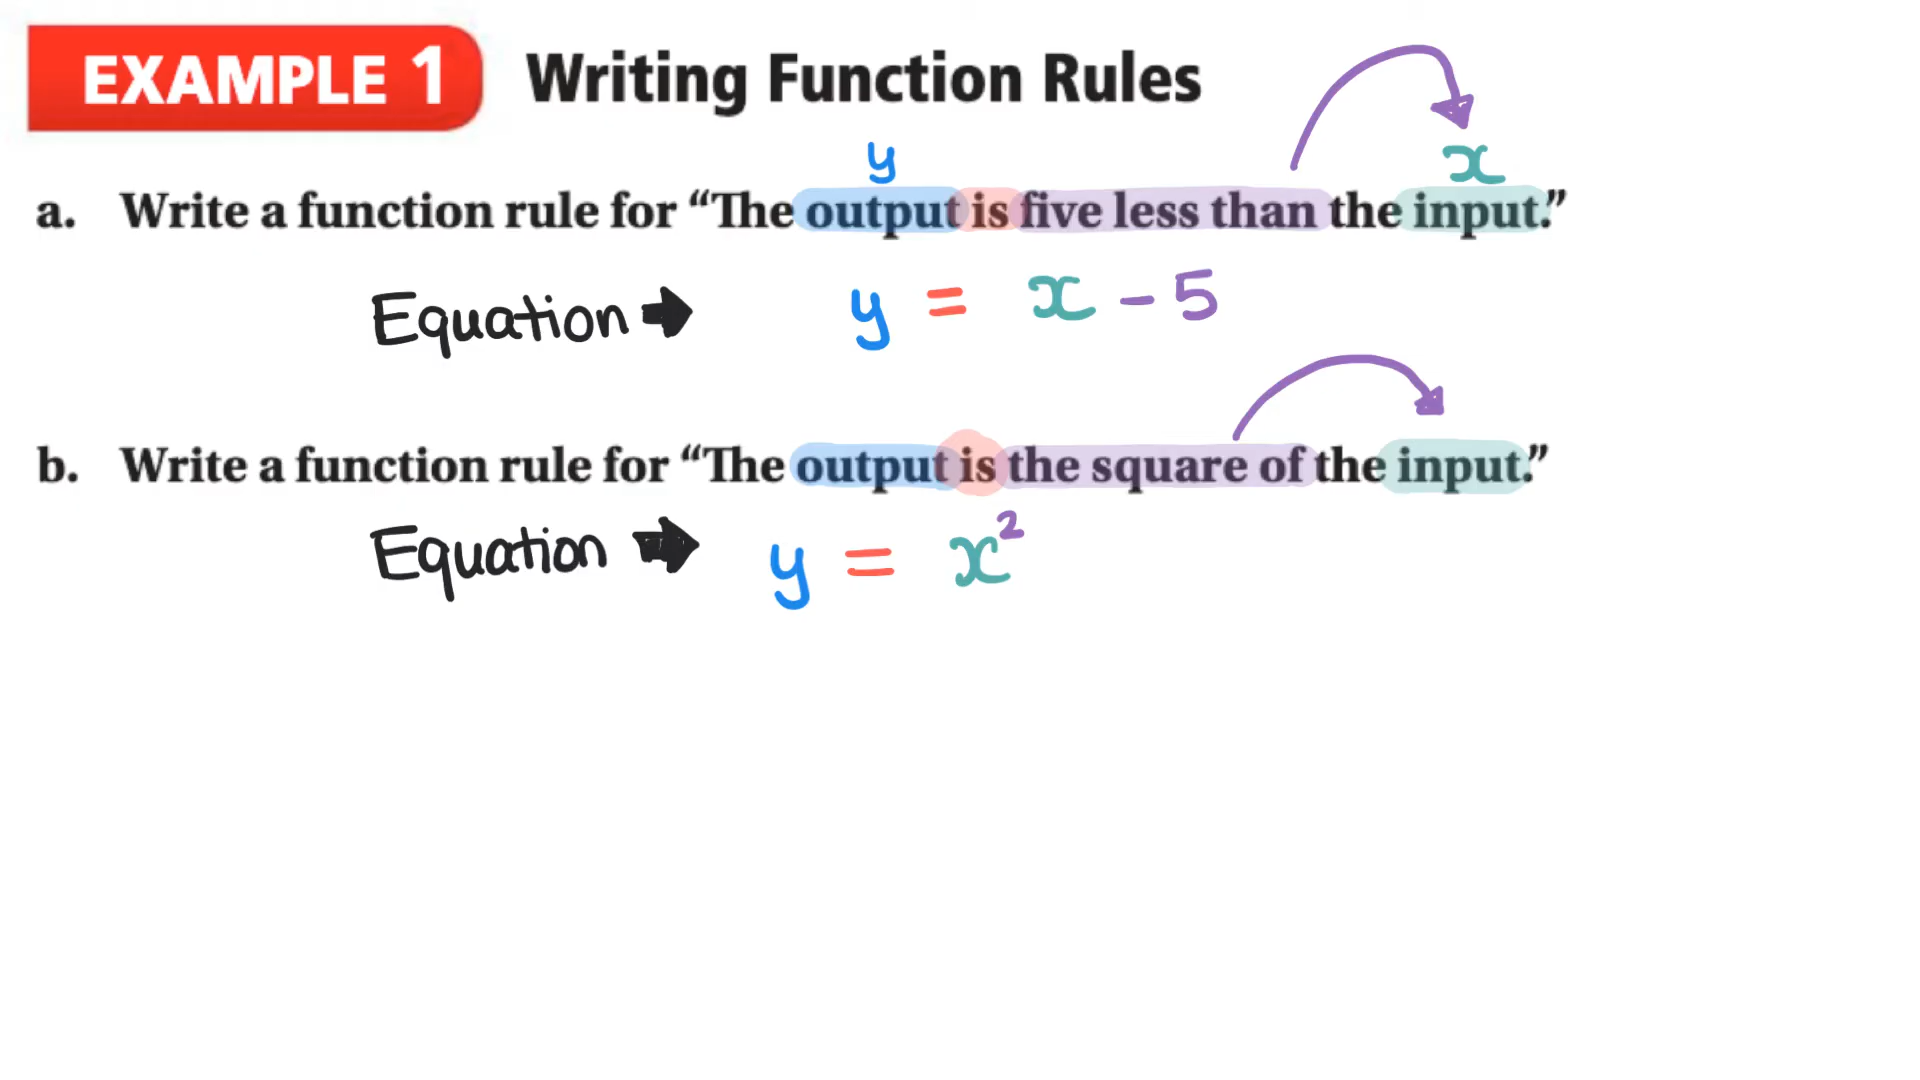 EXAMPLE 1 Writing Function Rules
y x
a. Write a function rule for “The output is five less than the input.”
Equation ➡ y = x - 5
b. Write a function rule for “The output is the square of the input.”
Equation ➡ y = x²